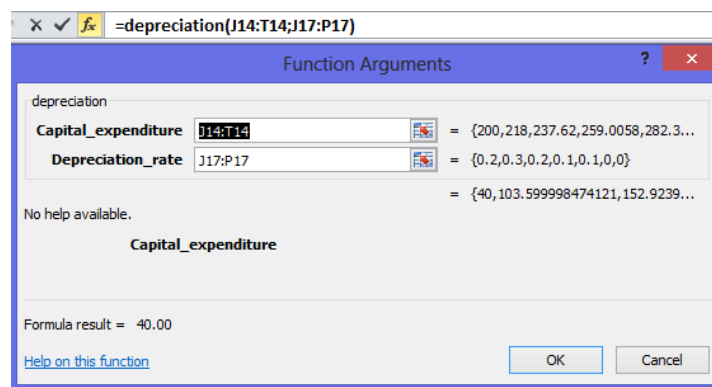 fx =depreciation(J14:T14;J17:P17)
Function Arguments ? ×
depreciation
Capital_expenditure J14:T14 = {200,218,237.62,259.0058,282.3...
Depreciation_rate J17:P17 = {0.2,0.3,0.2,0.1,0.1,0,0}
= {40,103.599998474121,152.9239...
No help available.
Capital_expenditure
Formula result = 40.00
Help on this function OK Cancel